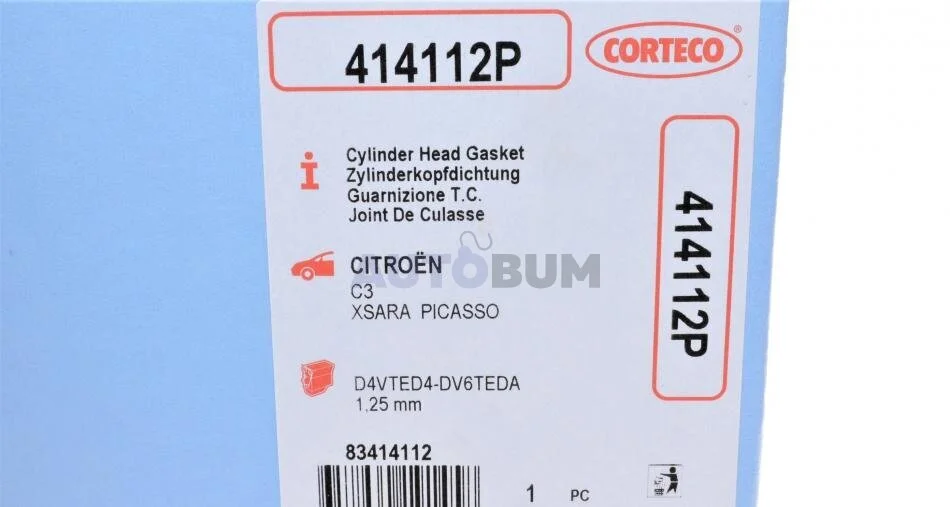 414112P
CORTECO®
Cylinder Head Gasket
Zylinderkopfdichtung
Guarnizione T.C.
Joint De Culasse
CITROËN
AUTOBUM
C3
XSARA PICASSO
D4VTED4-DV6TEDA
1,25 mm
83414112
1 PC
414112P